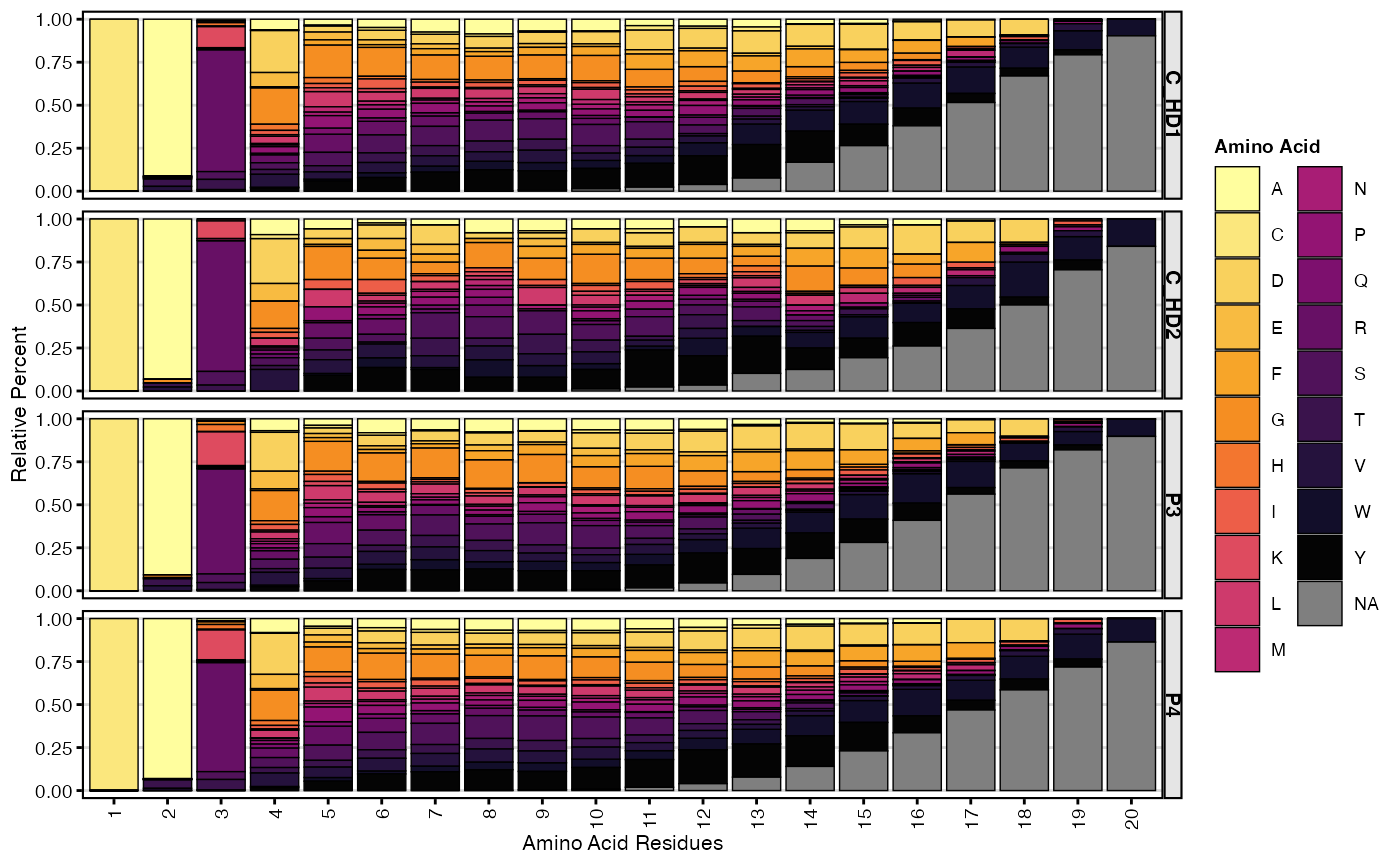 1.00
0.75
0.50
0.25
0.00
C_HD1
1.00
0.75
0.50
0.25
0.00
C_HD2
1.00
0.75
0.50
0.25
0.00
P3
1.00
0.75
0.50
0.25
0.00
P4
Relative Percent
1 2 3 4 5 6 7 8 9 10 11 12 13 14 15 16 17 18 19 20
Amino Acid Residues
Amino Acid
A N
C P
D Q
E R
F S
G T
H V
I W
K Y
L NA
M